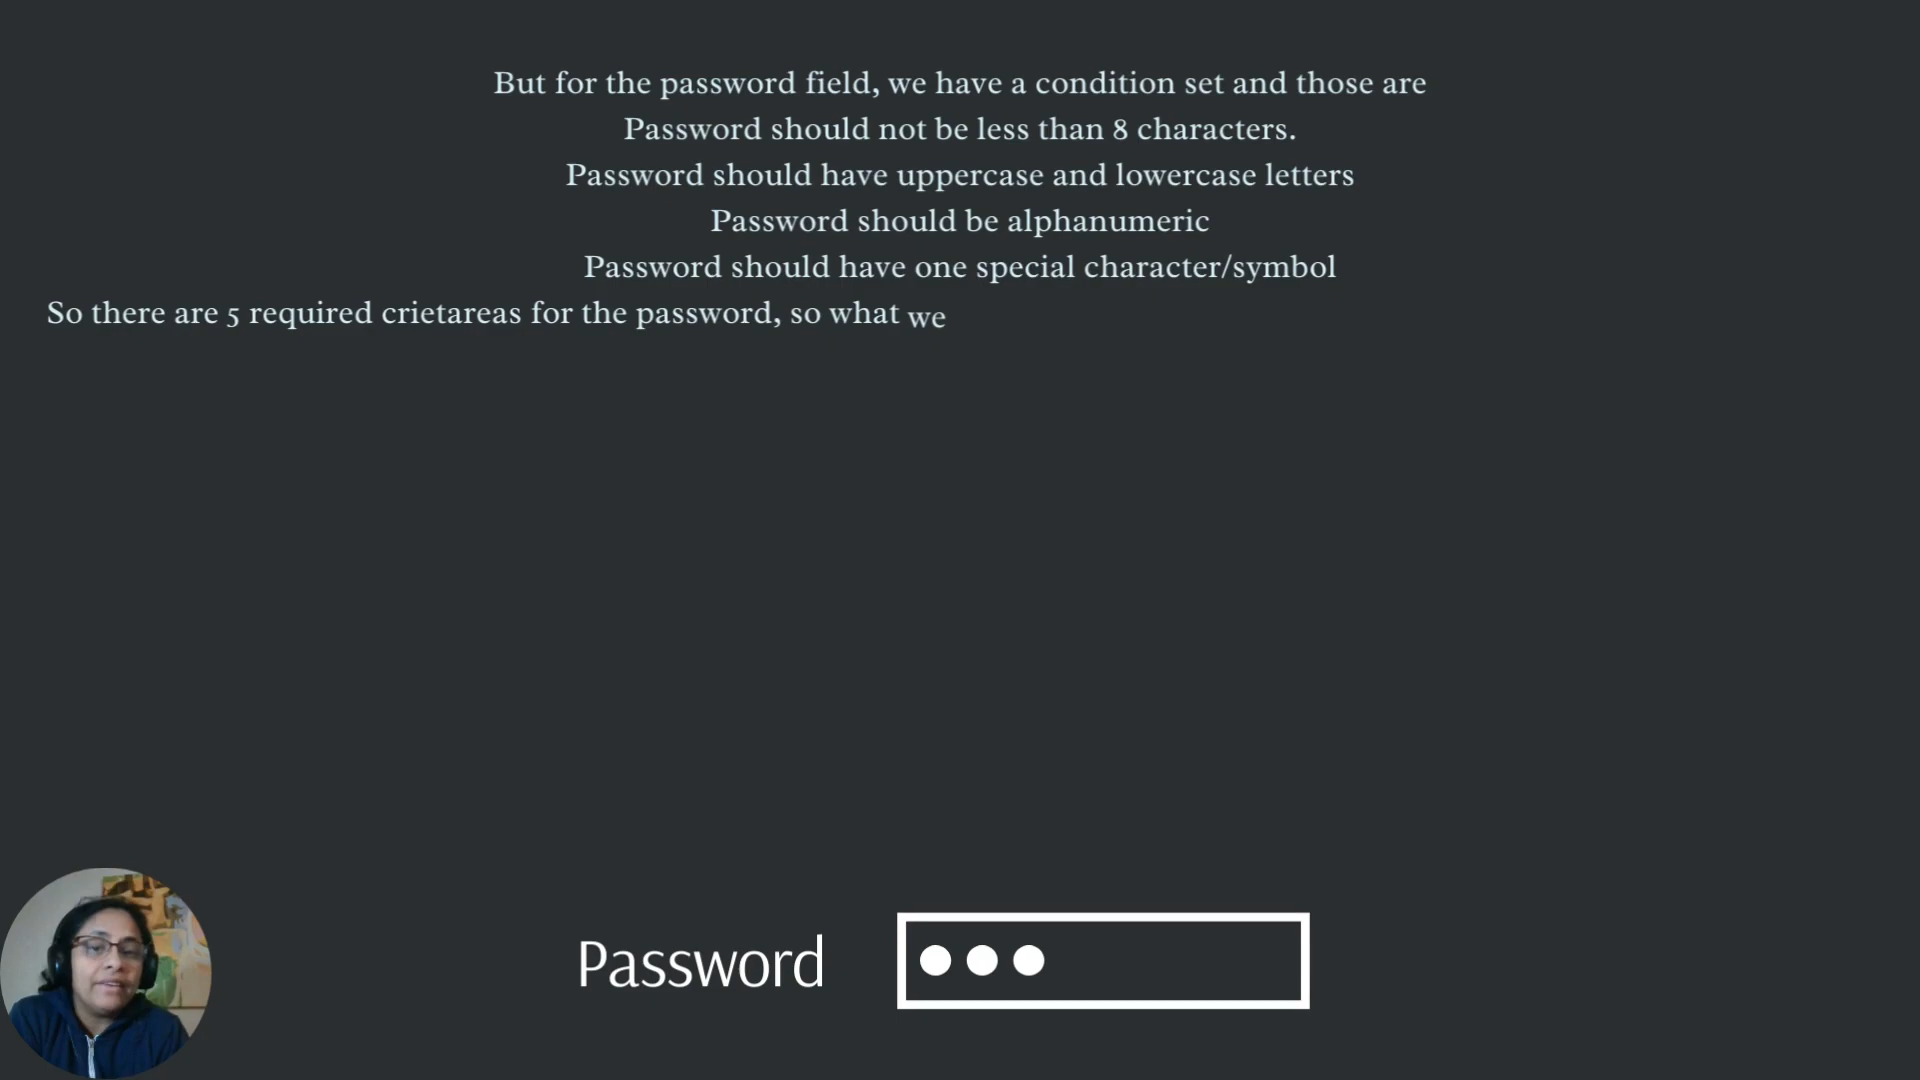 But for the password field, we have a condition set and those are
Password should not be less than 8 characters.
Password should have uppercase and lowercase letters
Password should be alphanumeric
Password should have one special character/symbol
So there are 5 required crietareas for the password, so what we
Password